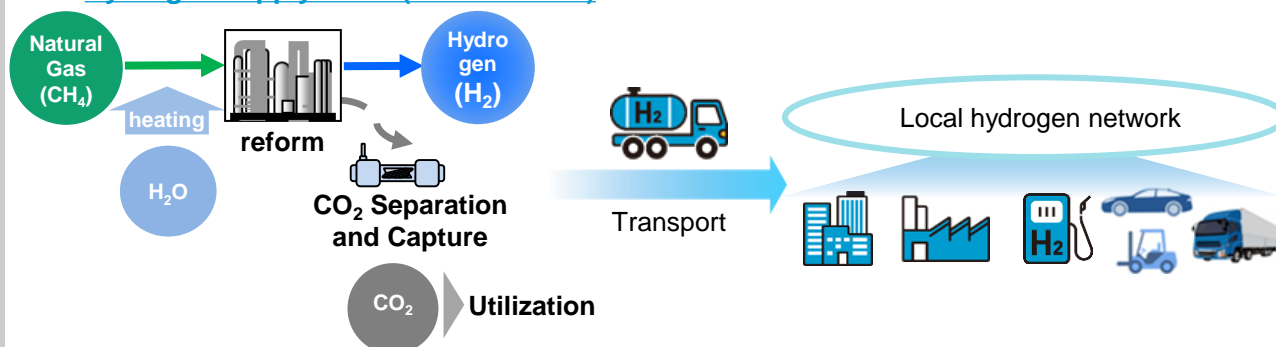 Natural
Gas
(CH₄)
heating
H₂O
reform
Hydro
gen
(H₂)
CO₂ Separation
and Capture
CO₂
Utilization
H₂
Transport
Local hydrogen network
H₂